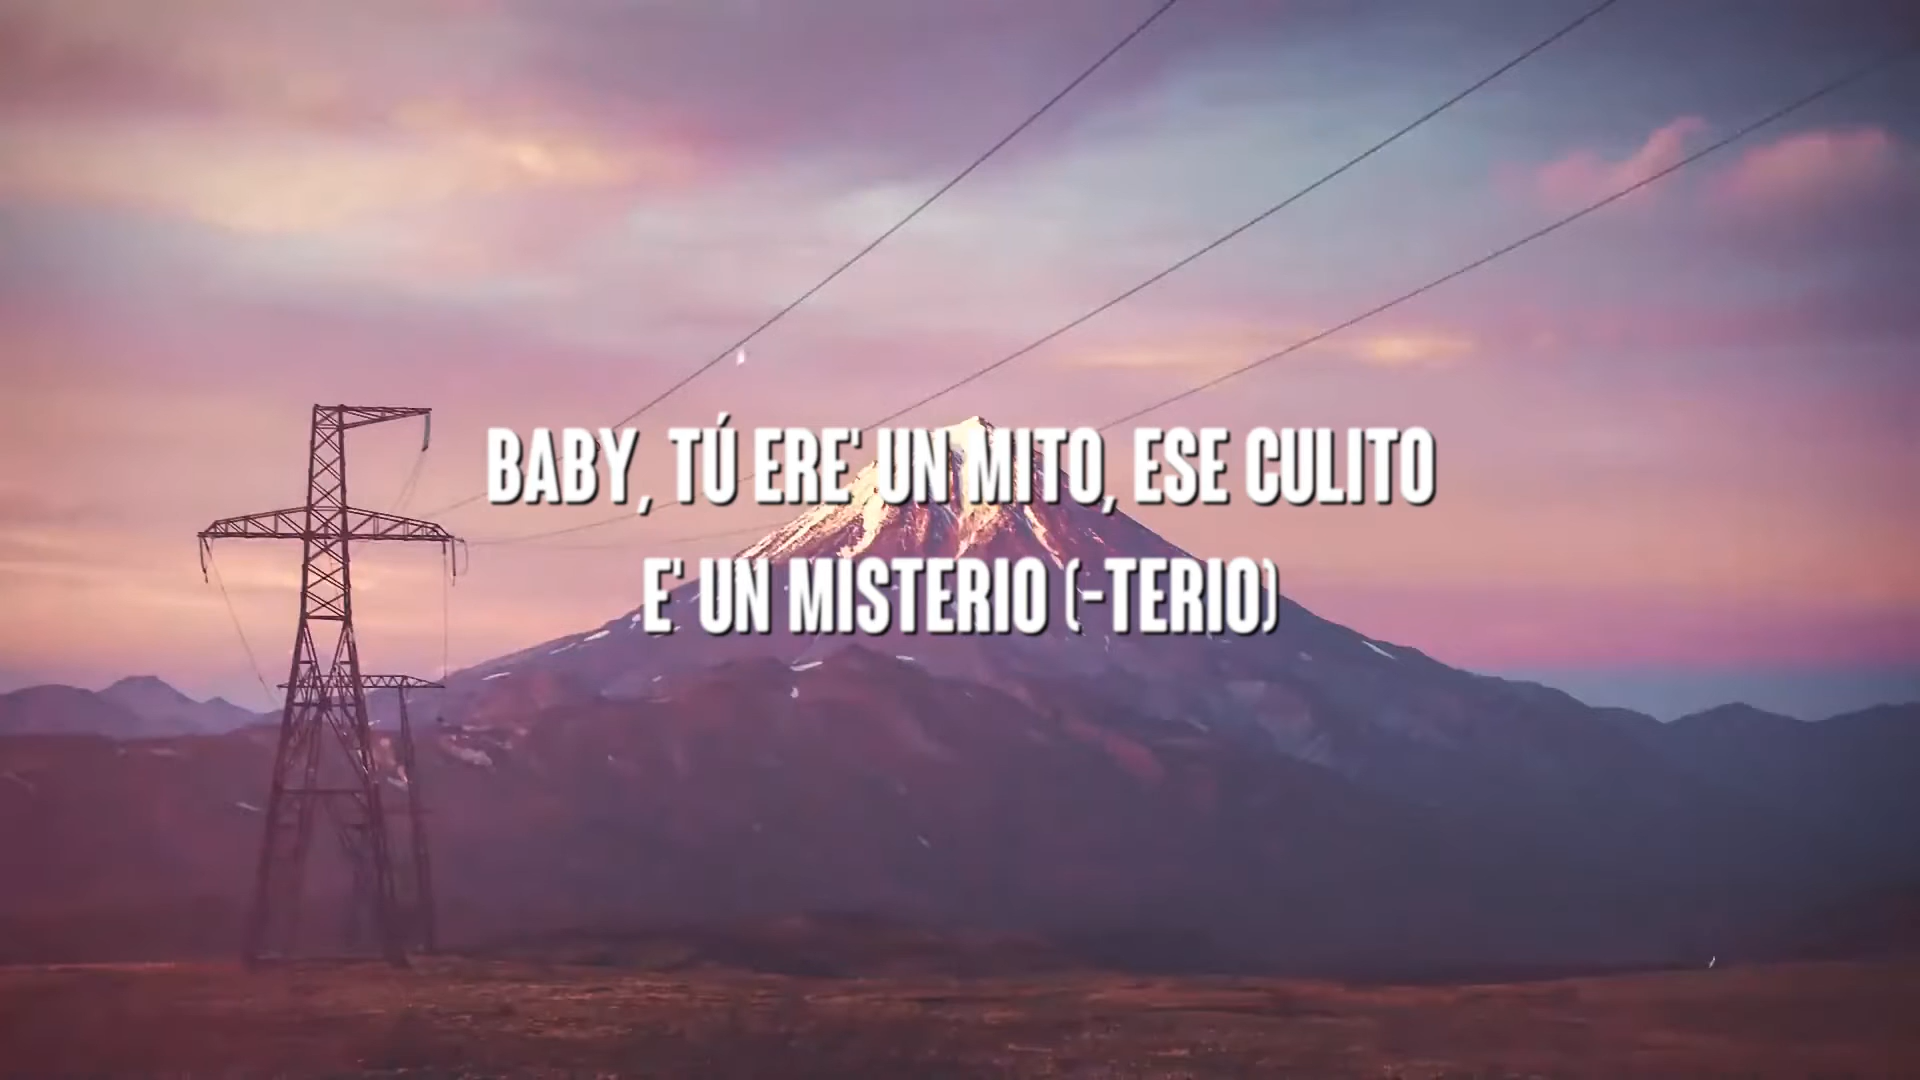 BABY, TÚ ERE' UN MITO, ESE CULITO
E' UN MISTERIO (-TERIO)